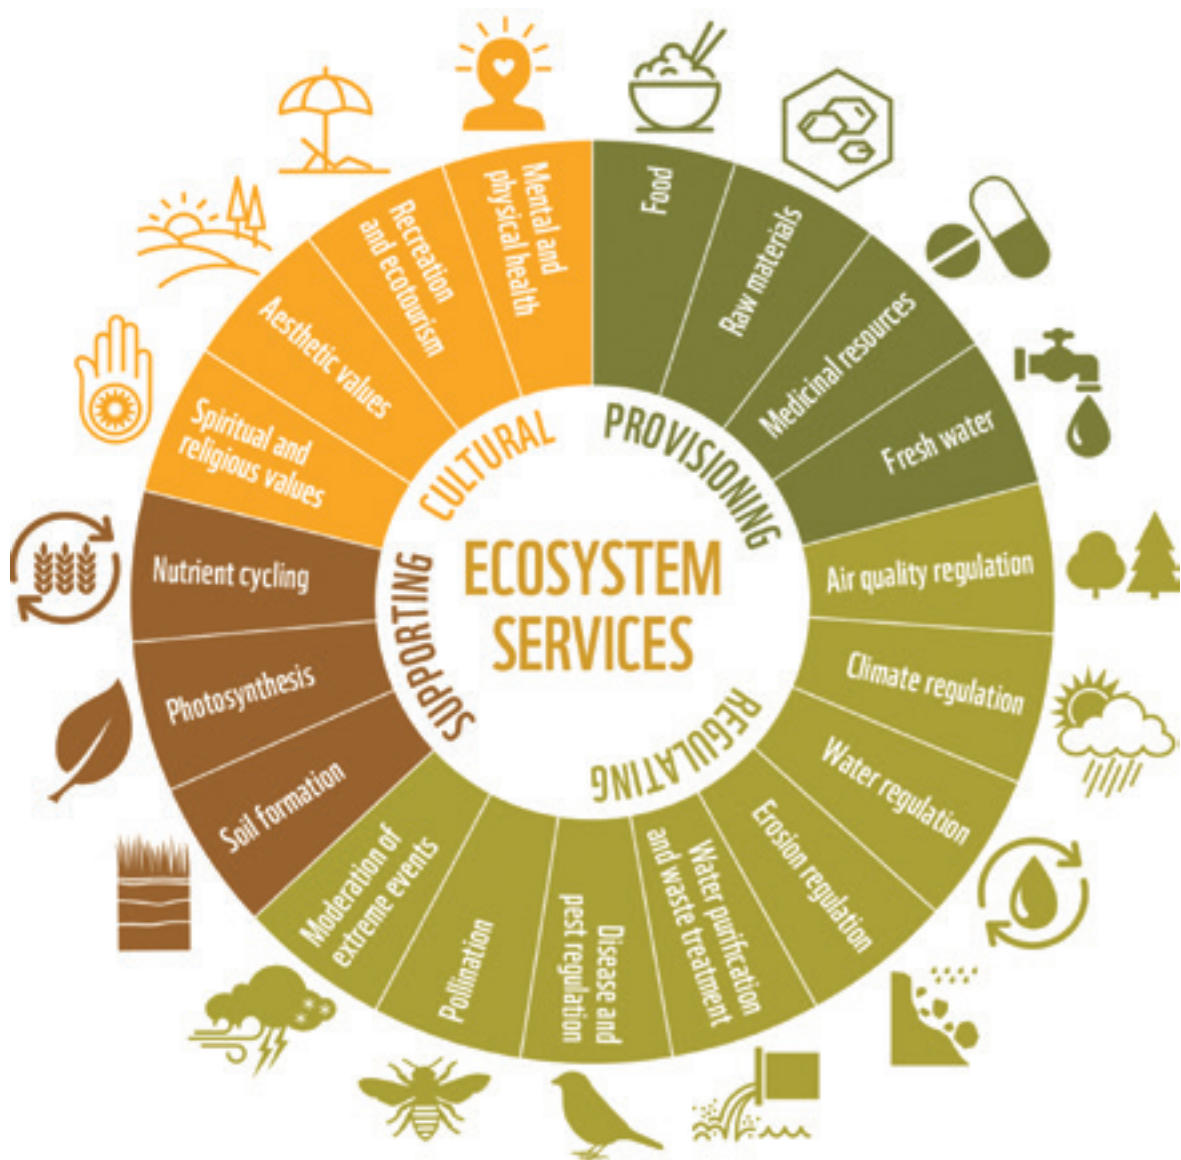 ECOSYSTEM
SERVICES
PROVISIONING
Food
Raw materials
Medicinal resources
Fresh water
REGULATING
Air quality regulation
Climate regulation
Water regulation
Erosion regulation
Water purification
and waste treatment
Disease and
pest regulation
Pollination
Moderation of
extreme events
SUPPORTING
Soil formation
Photosynthesis
Nutrient cycling
CULTURAL
Spiritual and
religious values
Aesthetic values
Recreation
and ecotourism
Mental and
physical health